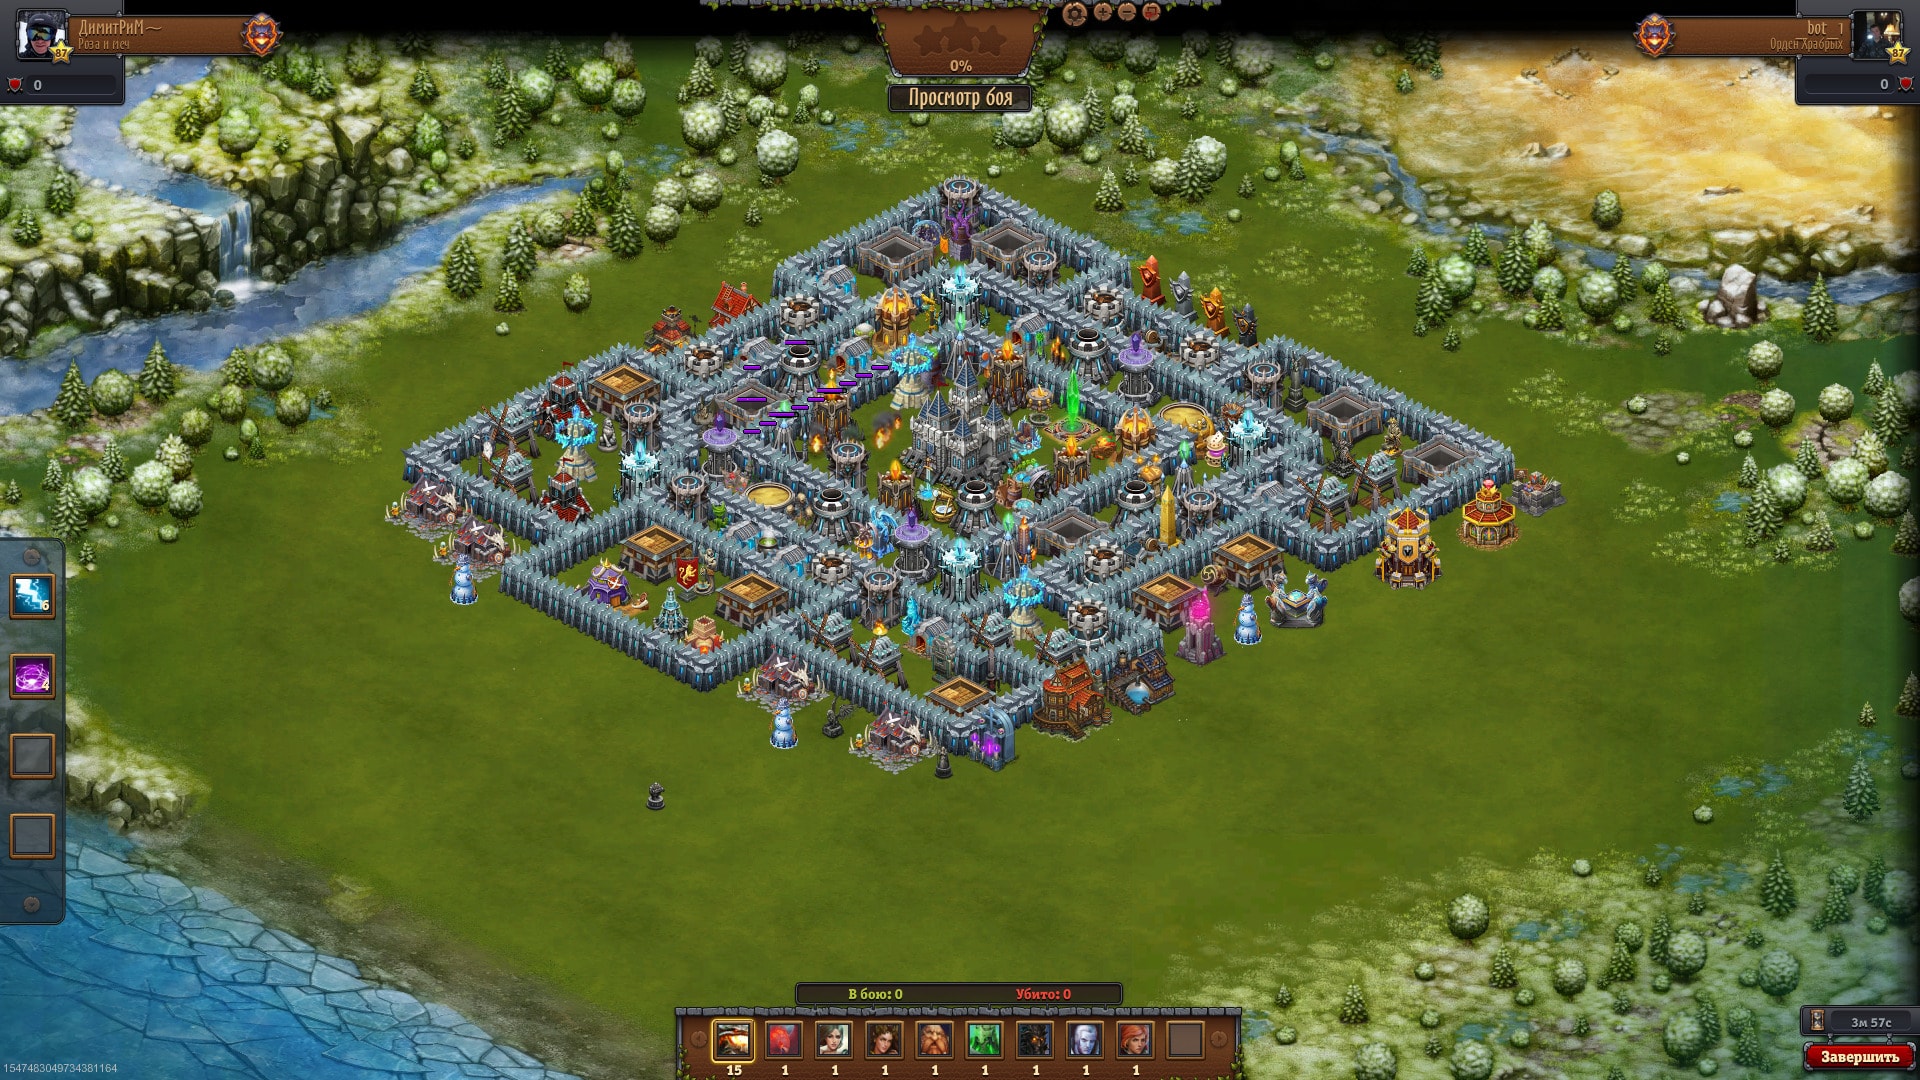 ДимитРиМ~
Роза и меч
87
0
0%
Просмотр боя
bot_1
Орден Храбрых
87
0
6
4
В бою: 0
Убито: 0
15
1
1
1
1
1
1
1
1
3м 57с
Завершить
1547483049734381164